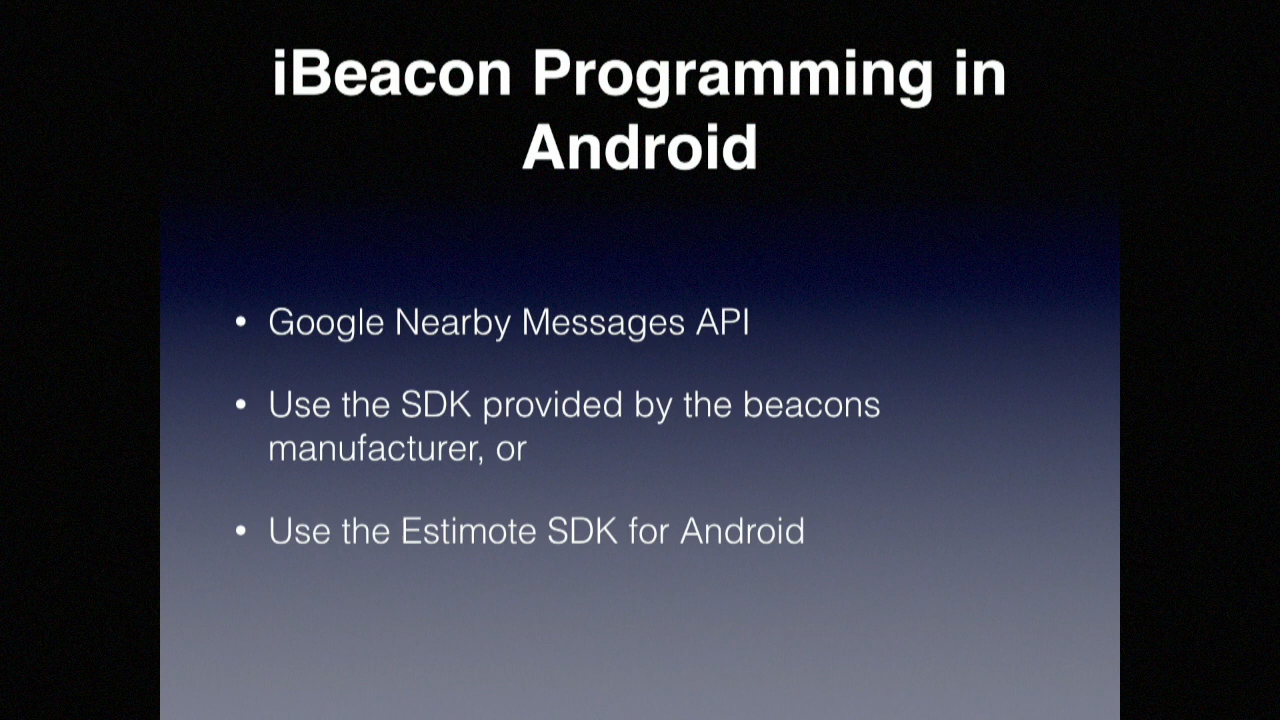 iBeacon Programming in
Android
• Google Nearby Messages API
• Use the SDK provided by the beacons
manufacturer, or
• Use the Estimote SDK for Android